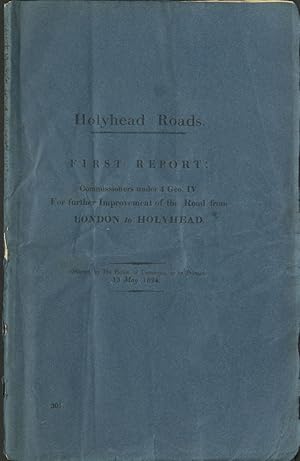 Holyhead Roads.
FIRST REPORT:
Commissioners under 4 Geo. IV
For further Improvement of the Road from
LONDON to HOLYHEAD.
Ordered, by The House of Commons, to be Printed,
May 1824.